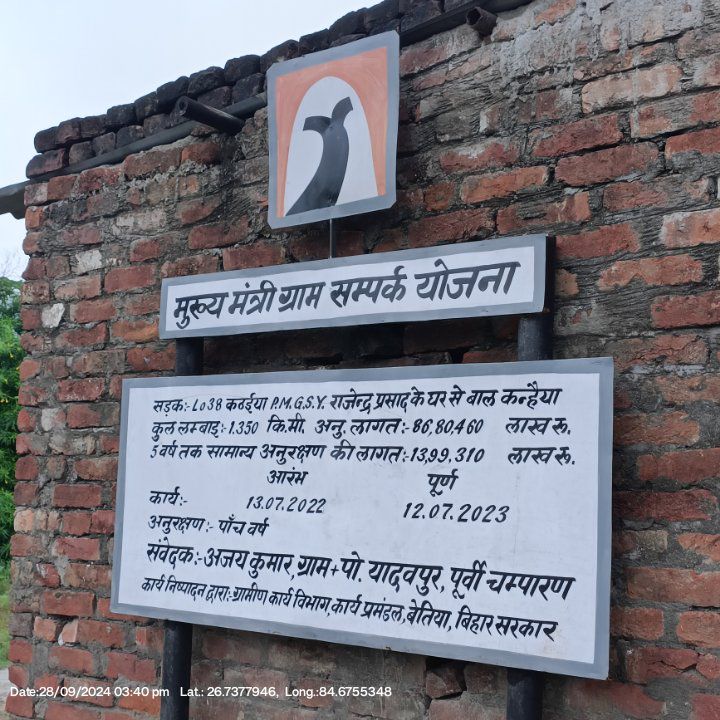 मुख्य मंत्री ग्राम सम्पर्क योजना
सड़क:- L038 कठईया P.M.G.S.Y. राजेन्द्र प्रसाद के घर से बाल कन्हैया
कुल लम्बाइ:- 1.350 कि.मी. अनु. लागत:- 86,80,460 लाख रू.
5 वर्ष तक सामान्य अनुरक्षण की लागत:-13,99,310 लाख रू.
आरंभ पूर्ण
कार्य:- 13.07.2022 12.07.2023
अनुरक्षण:- पाँच वर्ष
संवेदक:- अजय कुमार, ग्राम+पो. यादवपुर, पूर्वी चम्पारण
कार्य निष्पादन द्वारा:- ग्रामीण कार्य विभाग, कार्य प्रमंडल, बेतिया, बिहार सरकार
Date:28/09/2024 03:40 pm Lat.: 26.7377946, Long.:84.6755348